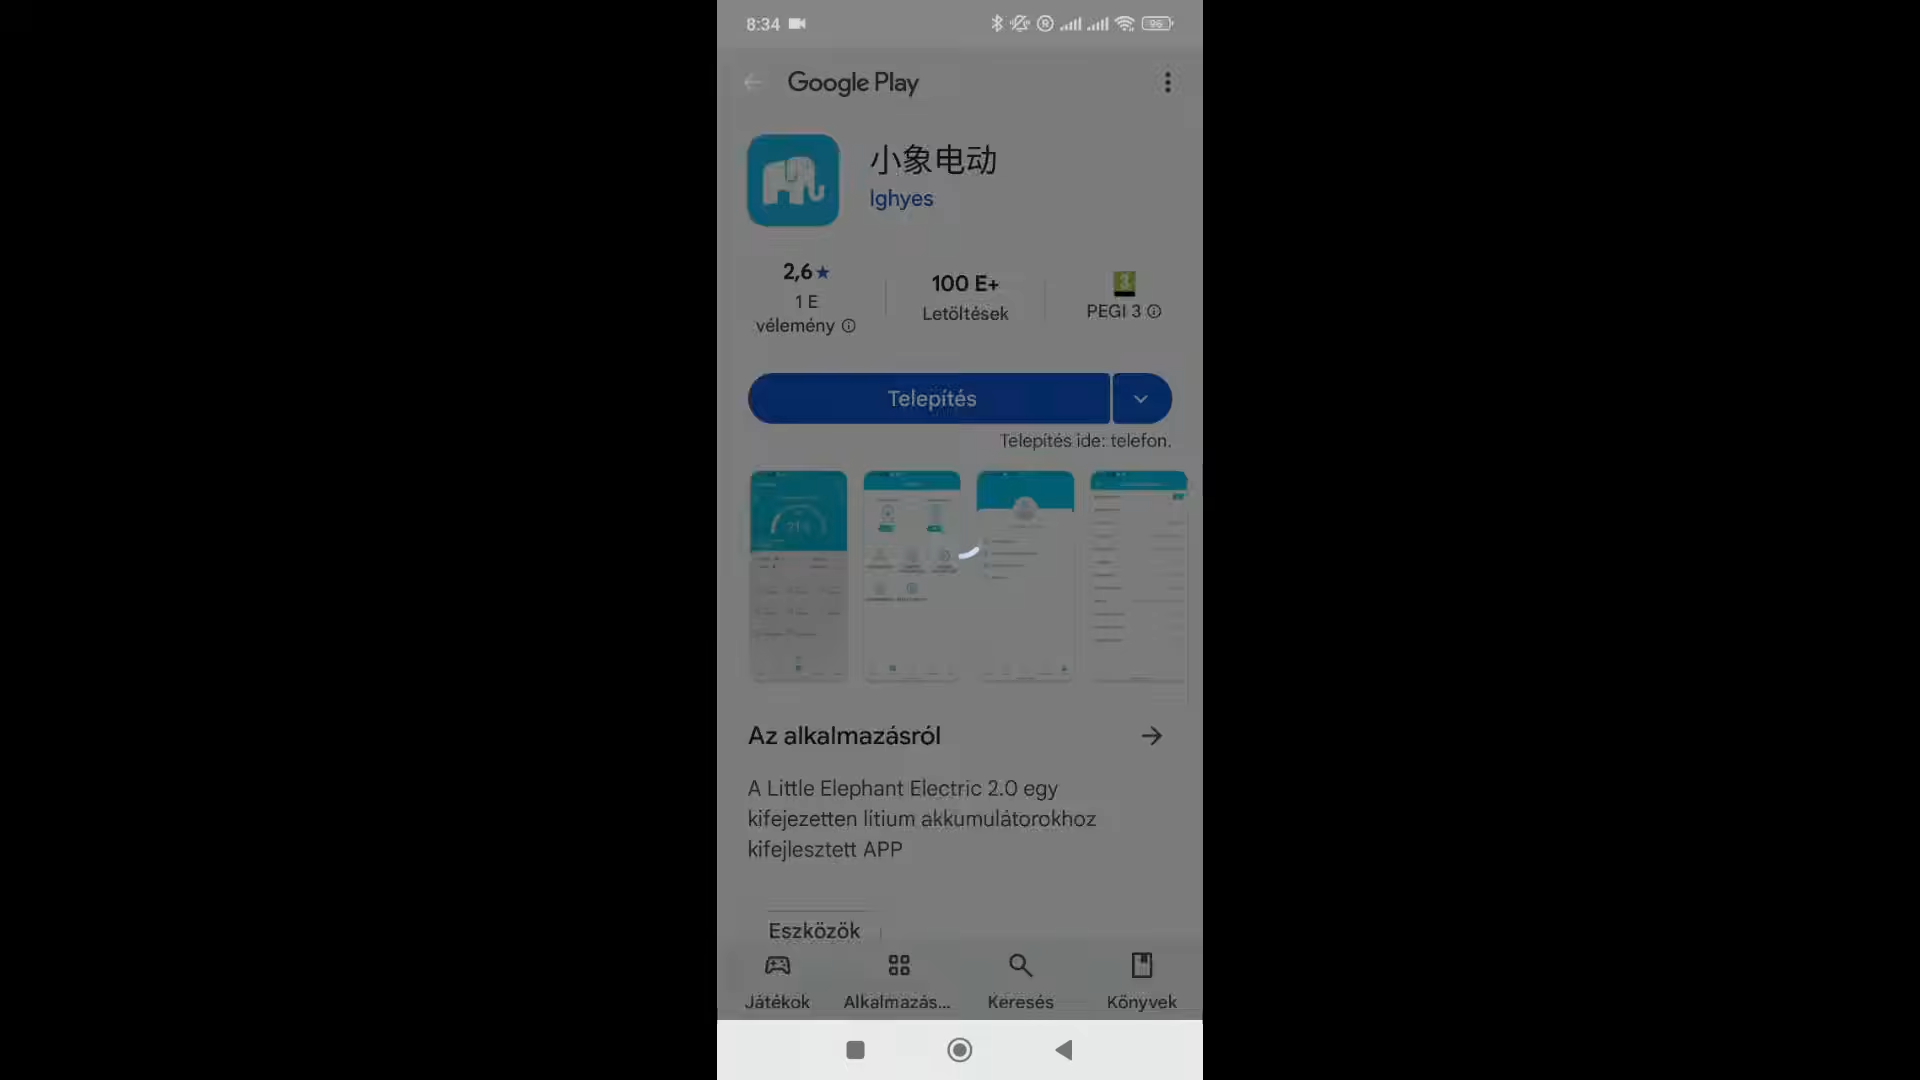 8:34
96
Google Play
小象电动
lghyes
2,6★
1 E
vélemény
100 E+
Letöltések
3
PEGI 3
Telepítés
Telepítés ide: telefon.
Az alkalmazásról
A Little Elephant Electric 2.0 egy
kifejezetten lítium akkumulátorokhoz
kifejlesztett APP
Eszközök
Játékok
Alkalmazás...
Keresés
Könyvek